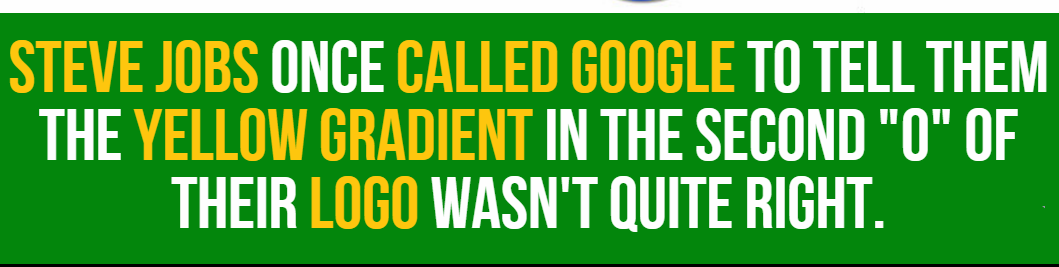 STEVE JOBS ONCE CALLED GOOGLE TO TELL THEM
THE YELLOW GRADIENT IN THE SECOND "O" OF
THEIR LOGO WASN'T QUITE RIGHT.